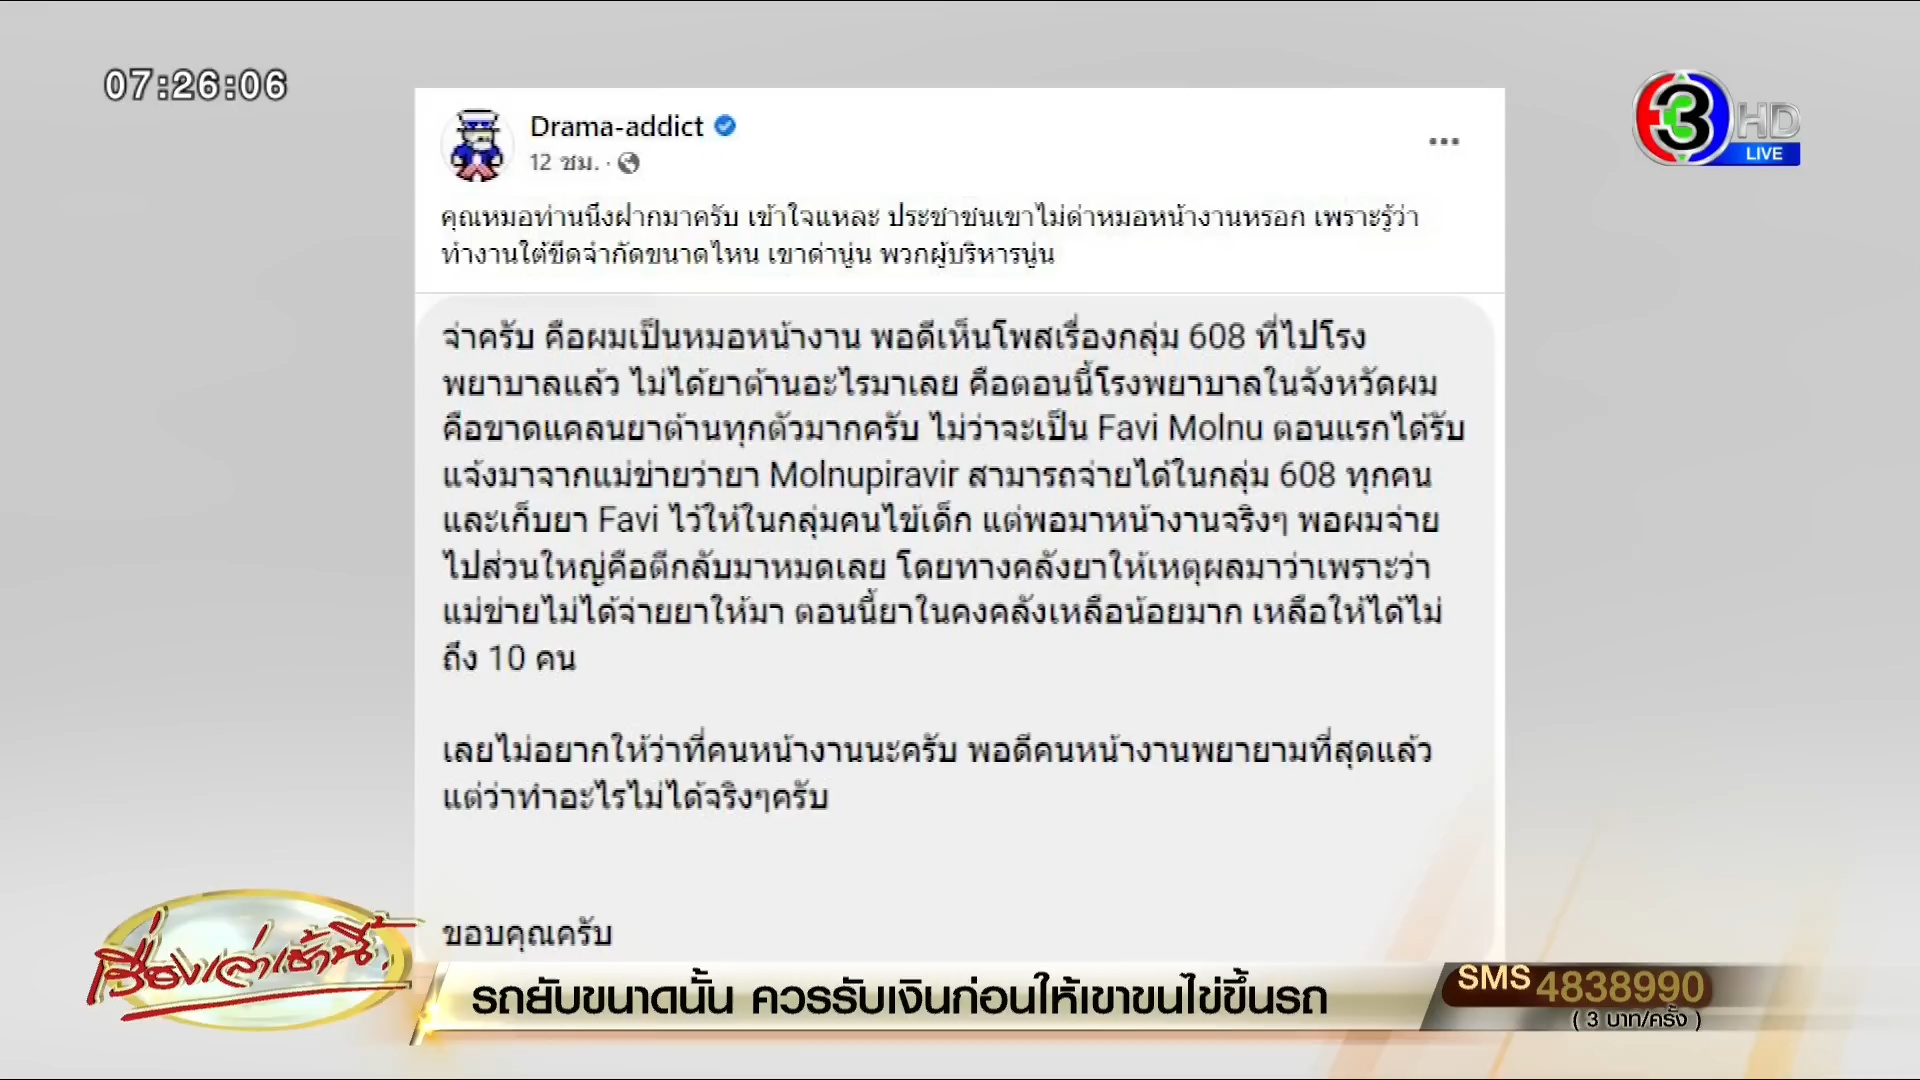 07:26:06
3 HD
LIVE
Drama-addict
12 ชม. ·
คุณหมอท่านนึงฝากมาครับ เข้าใจแหละ ประชาชนเขาไม่ด่าหมอหน้างานหรอก เพราะรู้ว่า
ทำงานใต้ขีดจำกัดขนาดไหน เขาด่านู่น พวกผู้บริหารนู่น
จ่าครับ คือผมเป็นหมอหน้างาน พอดีเห็นโพสเรื่องกลุ่ม 608 ที่ไปโรง
พยาบาลแล้ว ไม่ได้ยาต้านอะไรมาเลย คือตอนนี้โรงพยาบาลในจังหวัดผม
คือขาดแคลนยาต้านทุกตัวมากครับ ไม่ว่าจะเป็น Favi Molnu ตอนแรกได้รับ
แจ้งมาจากแม่ข่ายว่ายา Molnupiravir สามารถจ่ายได้ในกลุ่ม 608 ทุกคน
และเก็บยา Favi ไว้ให้ในกลุ่มคนไข้เด็ก แต่พอมาหน้างานจริงๆ พอผมจ่าย
ไปส่วนใหญ่คือตีกลับมาหมดเลย โดยทางคลังยาให้เหตุผลมาว่าเพราะว่า
แม่ข่ายไม่ได้จ่ายยาให้มา ตอนนี้ยาในคงคลังเหลือน้อยมาก เหลือให้ได้ไม่
ถึง 10 คน
เลยไม่อยากให้ว่าที่คนหน้างานนะครับ พอดีคนหน้างานพยายามที่สุดแล้ว
แต่ว่าทำอะไรไม่ได้จริงๆครับ
ขอบคุณครับ
เรื่องเล่าเช้านี้
รถยับขนาดนั้น ควรรับเงินก่อนให้เขาขนไข่ขึ้นรถ
SMS 4838990
( 3 บาท/ครั้ง )